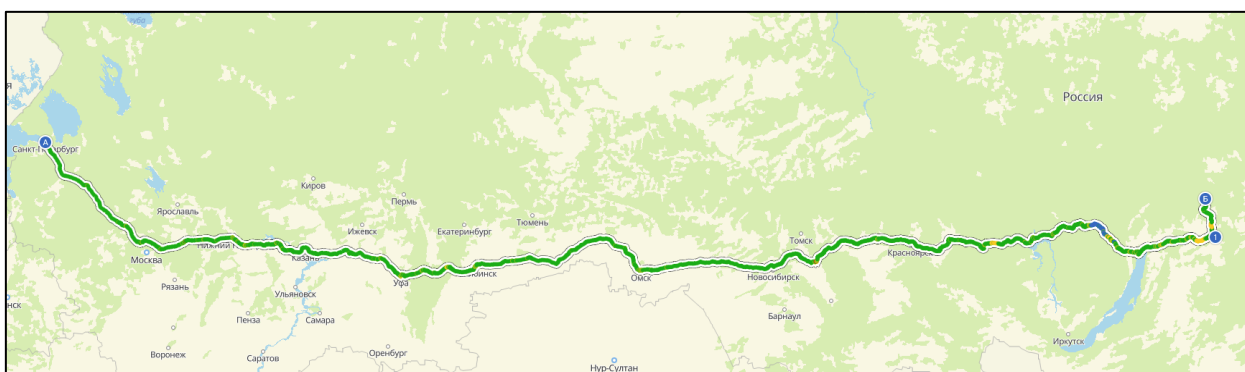 Россия
А
Санкт-Петербург
Киров
Пермь
Б
Ярославль
Тюмень
Ижевск
Екатеринбург
Томск
1
Нижний
Москва
Казань
Красноярск
Рязань
Уфа
Омск
Новосибирск
Ульяновск
Пенза
Самара
Барнаул
Иркутск
Воронеж
Саратов
Оренбург
Нур-Султан